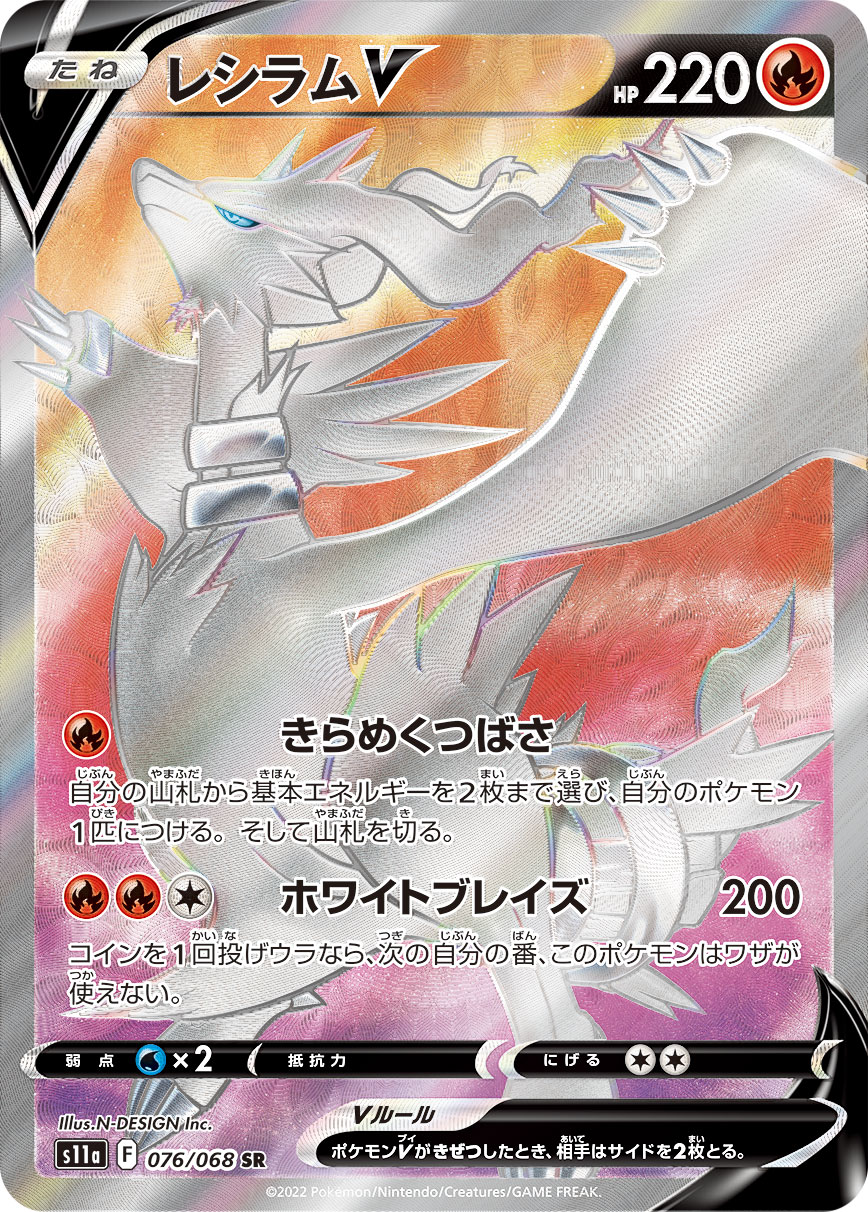 たね レシラムV HP 220
きらめくつばさ
自分の山札から基本エネルギーを2枚まで選び、自分のポケモン
1匹につける。そして山札を切る。
ホワイトブレイズ 200
コインを1回投げウラなら、次の自分の番、このポケモンはワザが
使えない。
弱点 ×2 抵抗力 にげる
Illus.N-DESIGN Inc.
Vルール
ポケモンVがきぜつしたとき、相手はサイドを2枚とる。
s11a F 076/068 SR
©2022 Pokémon/Nintendo/Creatures/GAME FREAK.